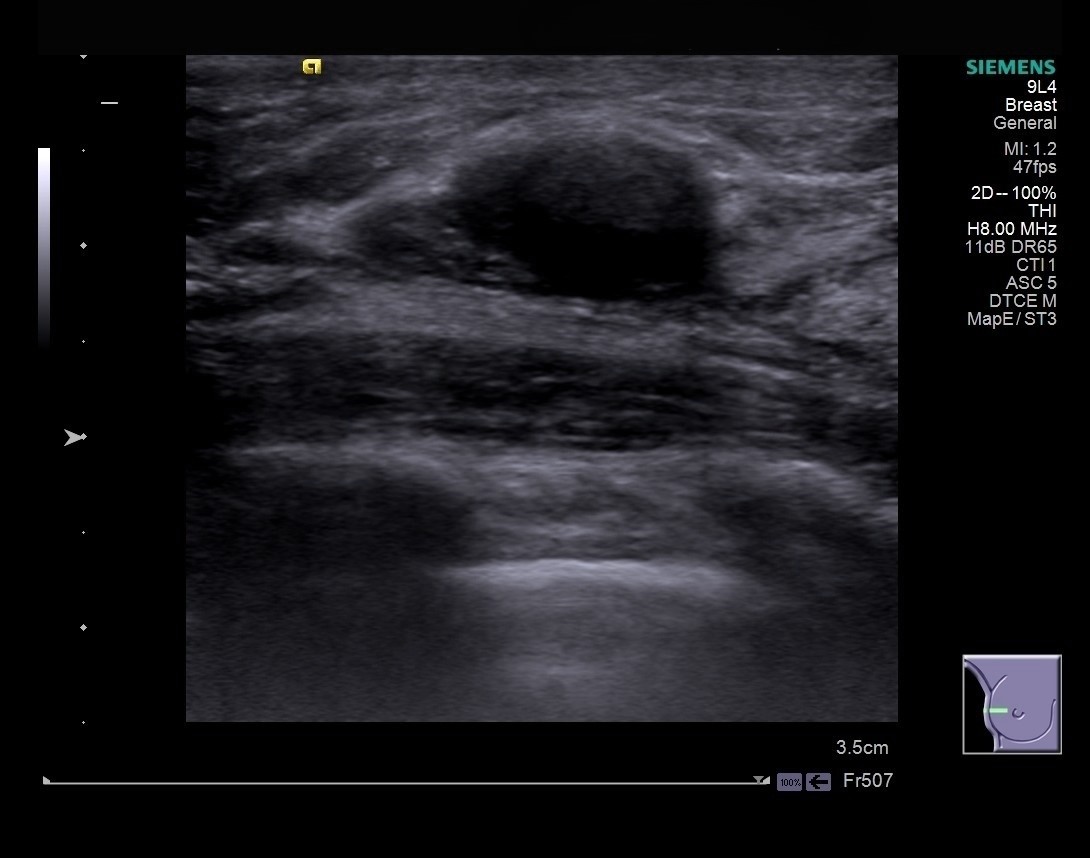 SIEMENS
9L4
Breast
General
MI: 1.2
47fps
2D--100%
THI
H8.00 MHz
11dB DR65
CTI 1
ASC 5
DTCE M
MapE / ST3
3.5cm
100%
Fr507